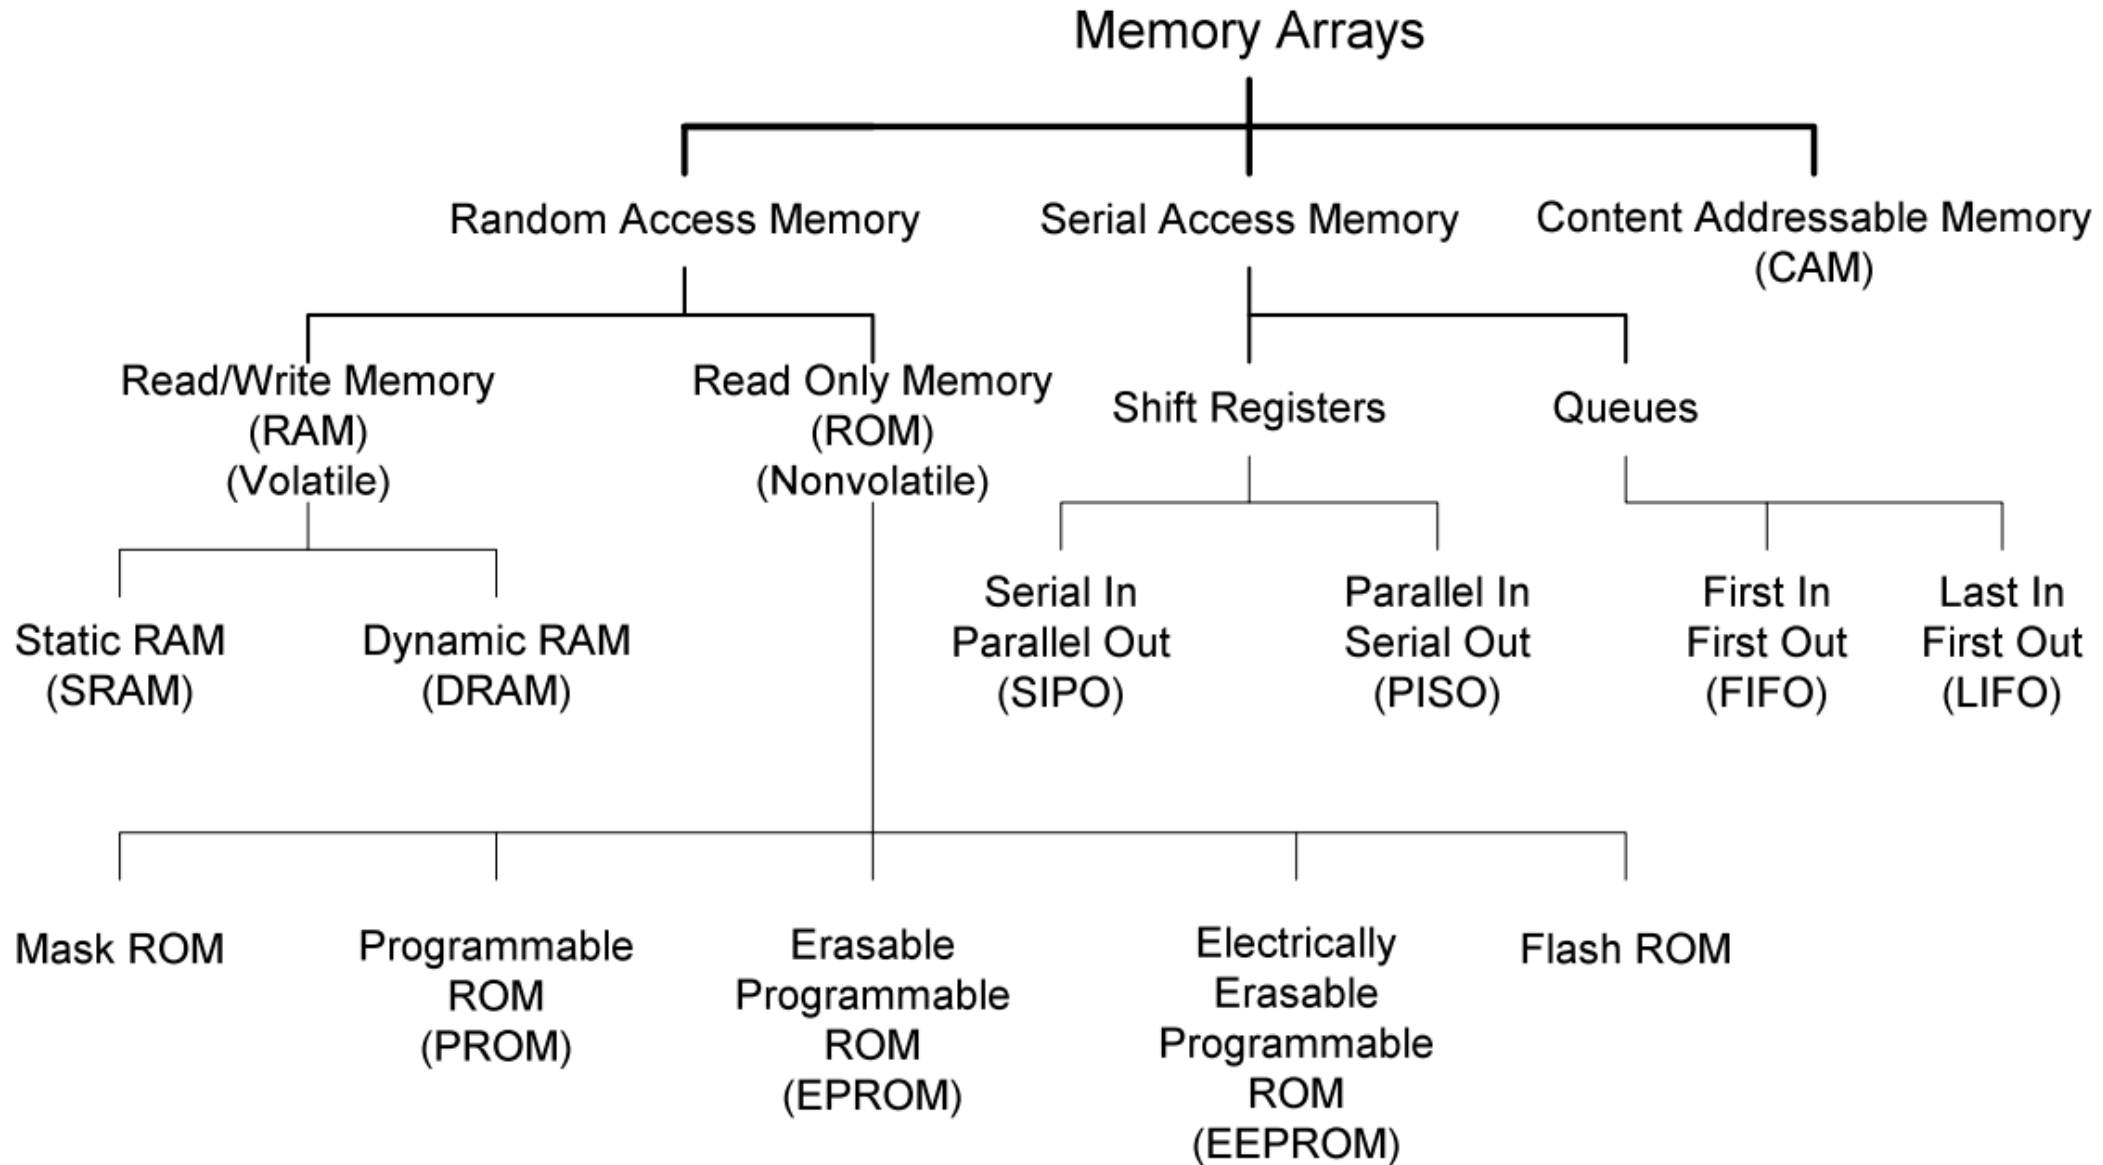 Memory Arrays
Random Access Memory
Serial Access Memory
Content Addressable Memory
(CAM)
Read/Write Memory
(RAM)
(Volatile)
Read Only Memory
(ROM)
(Nonvolatile)
Shift Registers
Queues
Static RAM
(SRAM)
Dynamic RAM
(DRAM)
Serial In
Parallel Out
(SIPO)
Parallel In
Serial Out
(PISO)
First In
First Out
(FIFO)
Last In
First Out
(LIFO)
Mask ROM
Programmable
ROM
(PROM)
Erasable
Programmable
ROM
(EPROM)
Electrically
Erasable
Programmable
ROM
(EEPROM)
Flash ROM